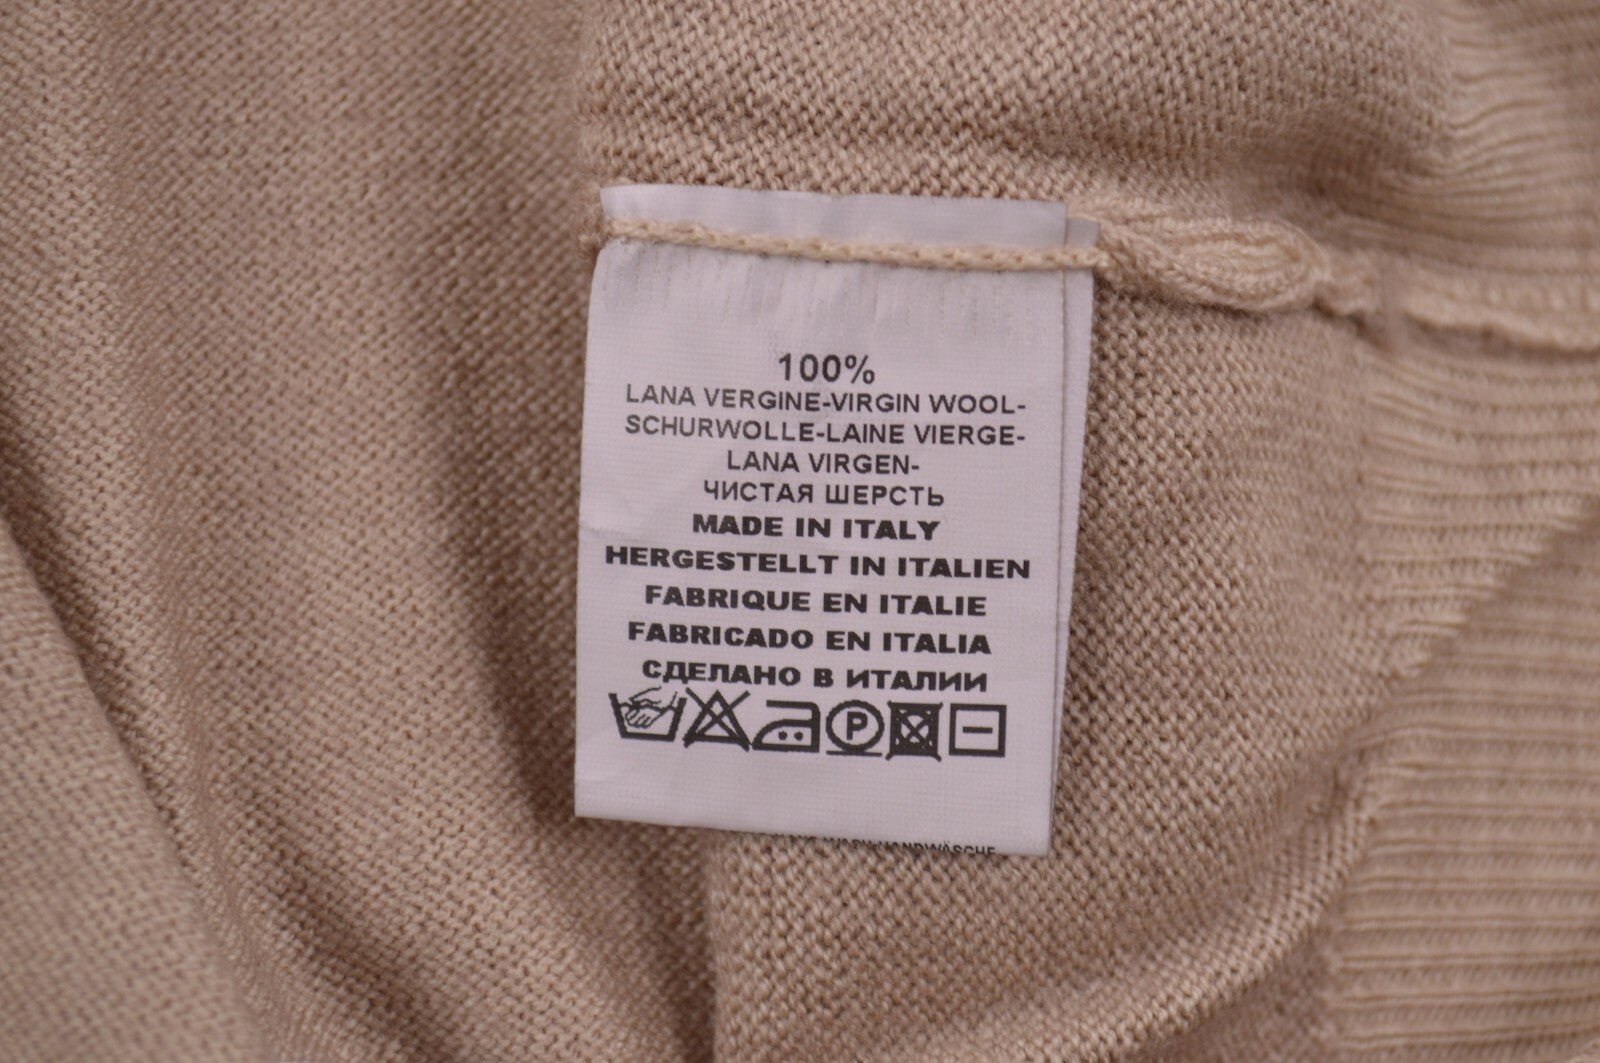 100%
LANA VERGINE-VIRGIN WOOL-
SCHURWOLLE-LAINE VIERGE-
LANA VIRGEN-
ЧИСТАЯ ШЕРСТЬ
MADE IN ITALY
HERGESTELLT IN ITALIEN
FABRIQUE EN ITALIE
FABRICADO EN ITALIA
СДЕЛАНО В ИТАЛИИ
P
HANDWÄSCHE